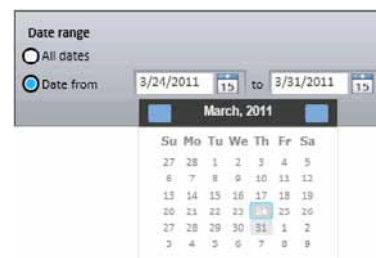 Date range
All dates
Date from 3/24/2011 15 to 3/31/2011 15
March, 2011
Su Mo Tu We Th Fr Sa
27 28 1 2 3 4 5
6 7 8 9 10 11 12
13 14 15 16 17 18 19
20 21 22 23 24 25 26
27 28 29 30 31 1 2
3 4 5 6 7 8 9